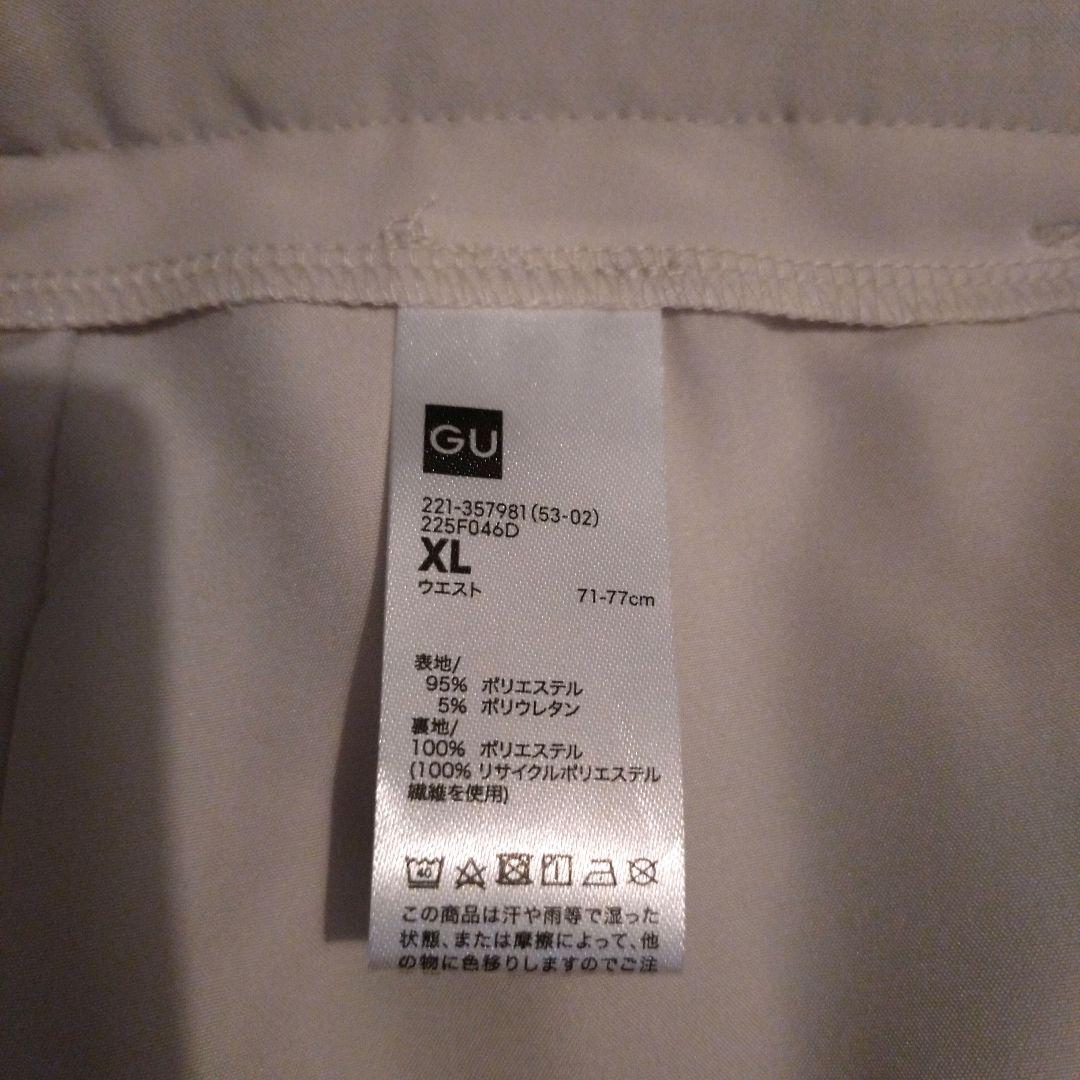 GU
221-357981(53-02)
225F046D
XL
ウエスト 71-77cm
表地/
95% ポリエステル
5% ポリウレタン
裏地/
100% ポリエステル
(100% リサイクルポリエステル
繊維を使用)
40
この商品は汗や雨等で湿った
状態、または摩擦によって、他
の物に色移りしますのでご注